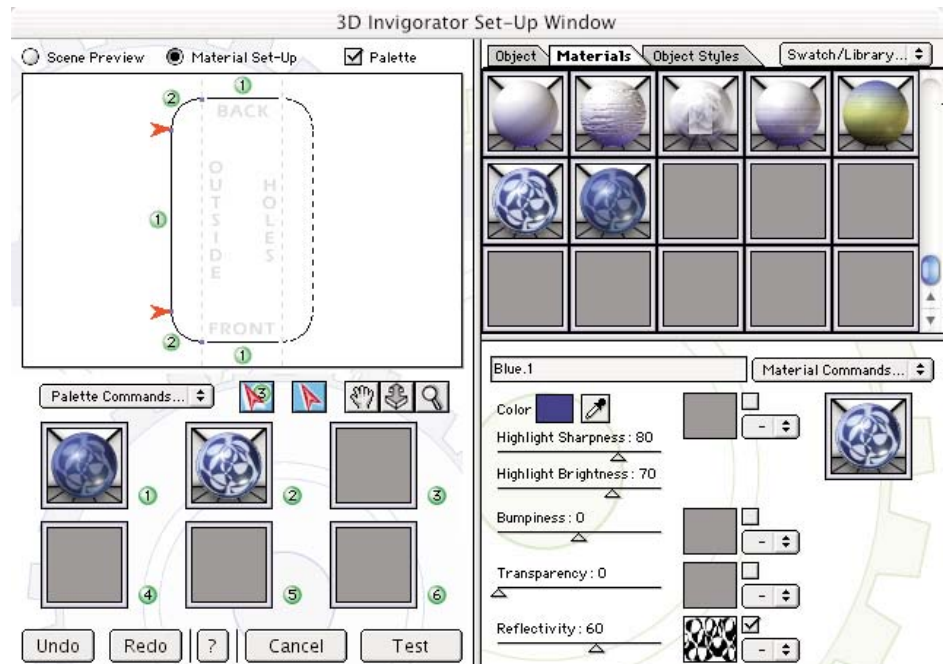 3D Invigorator Set-Up Window
Scene Preview Material Set-Up Palette
Object Materials Object Styles Swatch/Library...
1
2
BACK
OUTSIDE
HOLES
1
FRONT
2
1
Palette Commands...
3
1
2
3
4
5
6
Undo Redo ? Cancel Test
Blue.1
Material Commands...
Color
-
Highlight Sharpness: 80
Highlight Brightness: 70
Bumpiness: 0
-
Transparency: 0
-
Reflectivity: 60
-